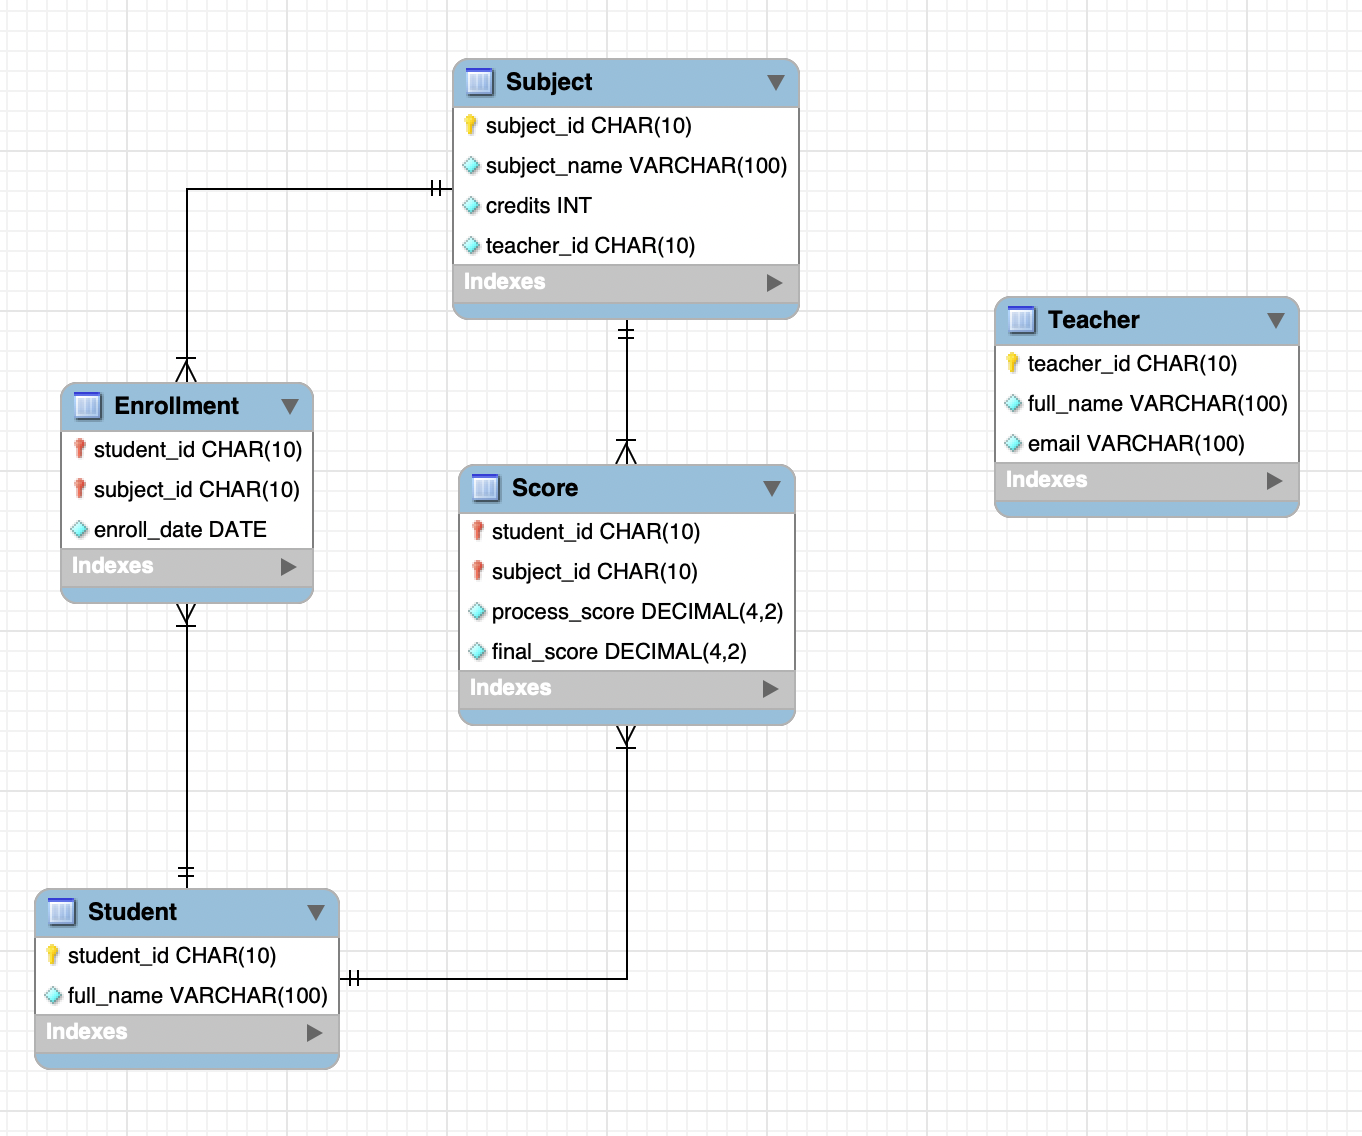 Subject
subject_id CHAR(10)
subject_name VARCHAR(100)
credits INT
teacher_id CHAR(10)
Indexes
Teacher
teacher_id CHAR(10)
full_name VARCHAR(100)
email VARCHAR(100)
Indexes
Enrollment
student_id CHAR(10)
subject_id CHAR(10)
enroll_date DATE
Indexes
Score
student_id CHAR(10)
subject_id CHAR(10)
process_score DECIMAL(4,2)
final_score DECIMAL(4,2)
Indexes
Student
student_id CHAR(10)
full_name VARCHAR(100)
Indexes